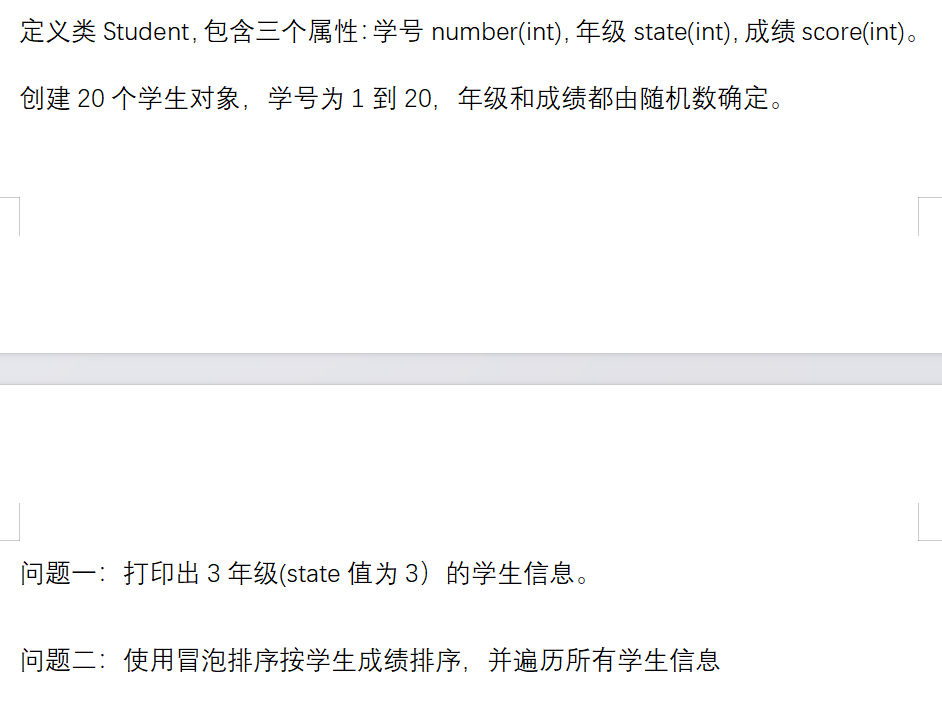 定义类 Student, 包含三个属性: 学号 number(int), 年级 state(int), 成绩 score(int)。
创建 20 个学生对象，学号为 1 到 20，年级和成绩都由随机数确定。
问题一：打印出 3 年级(state 值为 3）的学生信息。
问题二：使用冒泡排序按学生成绩排序，并遍历所有学生信息